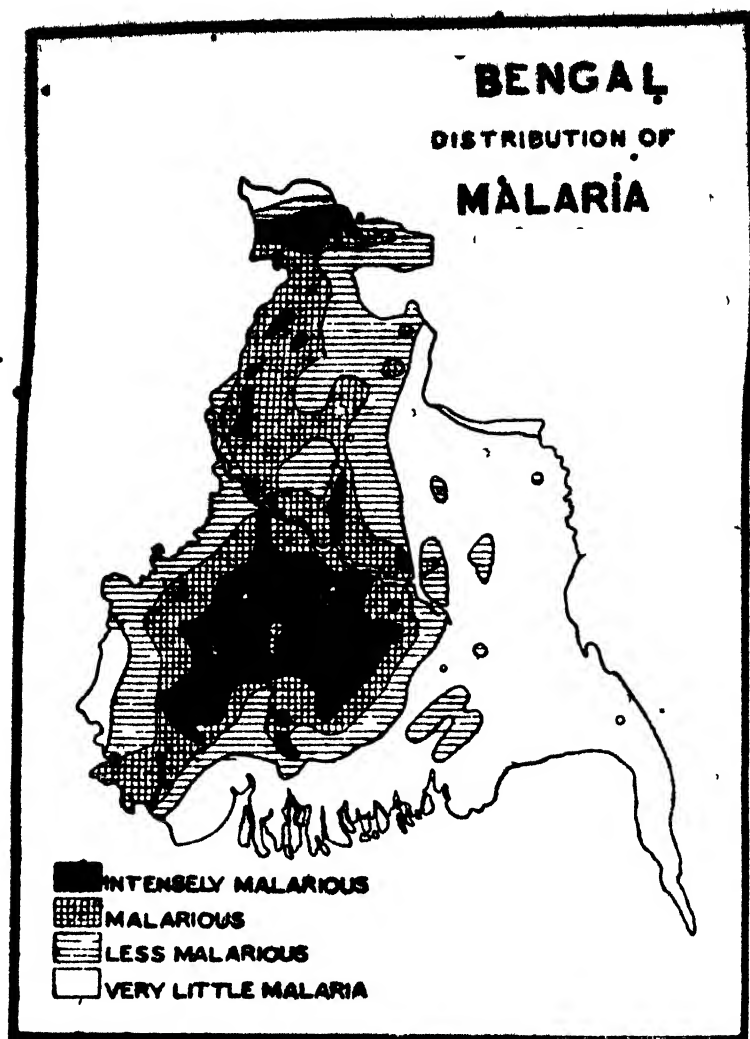 BENGAL
DISTRIBUTION OF
MALARIA
INTENSELY MALARIOUS
MALARIOUS
LESS MALARIOUS
VERY LITTLE MALARIA